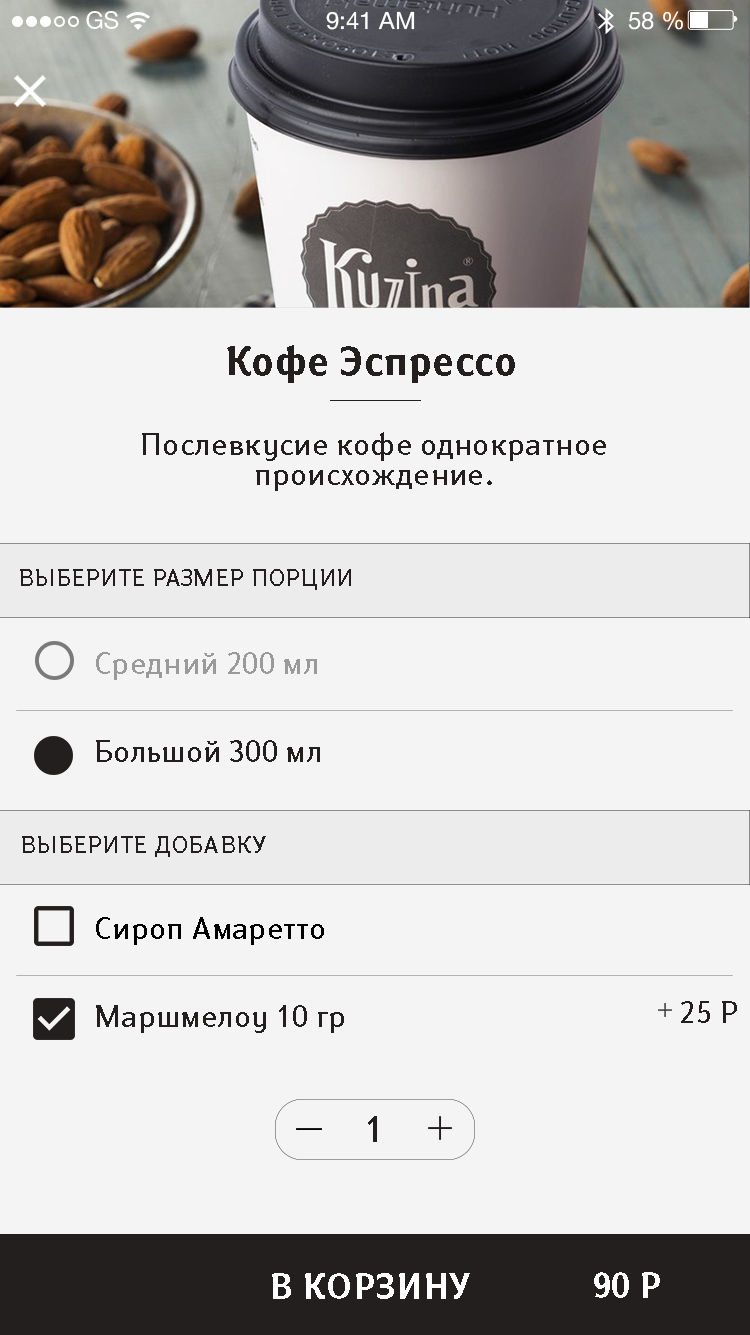 GS 9:41 AM 58 %
Kuzina ®
Кофе Эспрессо
Послевкусие кофе однократное
происхождение.
ВЫБЕРИТЕ РАЗМЕР ПОРЦИИ
Средний 200 мл
Большой 300 мл
ВЫБЕРИТЕ ДОБАВКУ
Сироп Амаретто
Маршмелоу 10 гр + 25 Р
— 1 +
В КОРЗИНУ 90 Р